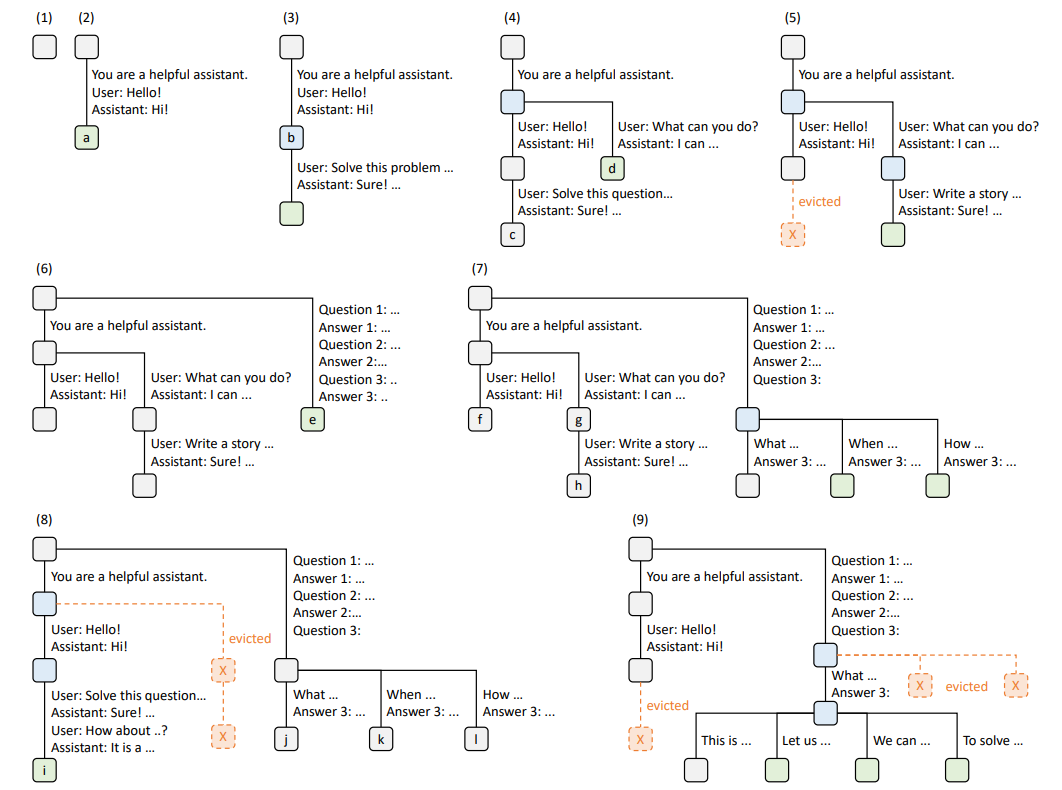 (1)
(2)
You are a helpful assistant.
User: Hello!
Assistant: Hi!
a
(3)
You are a helpful assistant.
User: Hello!
Assistant: Hi!
b
User: Solve this problem ...
Assistant: Sure! ...
(4)
You are a helpful assistant.
User: Hello!
Assistant: Hi!
User: What can you do?
Assistant: I can ...
d
User: Solve this question...
Assistant: Sure! ...
c
(5)
You are a helpful assistant.
User: Hello!
Assistant: Hi!
User: What can you do?
Assistant: I can ...
evicted
X
User: Write a story ...
Assistant: Sure! ...
(6)
You are a helpful assistant.
User: Hello!
Assistant: Hi!
User: What can you do?
Assistant: I can ...
User: Write a story ...
Assistant: Sure! ...
Question 1: ...
Answer 1: ...
Question 2: ...
Answer 2:...
Question 3: ..
Answer 3: ..
e
(7)
You are a helpful assistant.
User: Hello!
Assistant: Hi!
f
User: What can you do?
Assistant: I can ...
g
User: Write a story ...
Assistant: Sure! ...
h
Question 1: ...
Answer 1: ...
Question 2: ...
Answer 2:...
Question 3:
What ...
Answer 3: ...
When ...
Answer 3: ...
How ...
Answer 3: ...
(8)
You are a helpful assistant.
User: Hello!
Assistant: Hi!
evicted
X
X
User: Solve this question...
Assistant: Sure! ...
User: How about ..?
Assistant: It is a ...
i
Question 1: ...
Answer 1: ...
Question 2: ...
Answer 2:...
Question 3:
What ...
Answer 3: ...
j
When ...
Answer 3: ...
k
How ...
Answer 3: ...
l
(9)
You are a helpful assistant.
User: Hello!
Assistant: Hi!
evicted
X
Question 1: ...
Answer 1: ...
Question 2: ...
Answer 2:...
Question 3:
What ...
Answer 3:
X
evicted
X
This is ...
Let us ...
We can ...
To solve ...